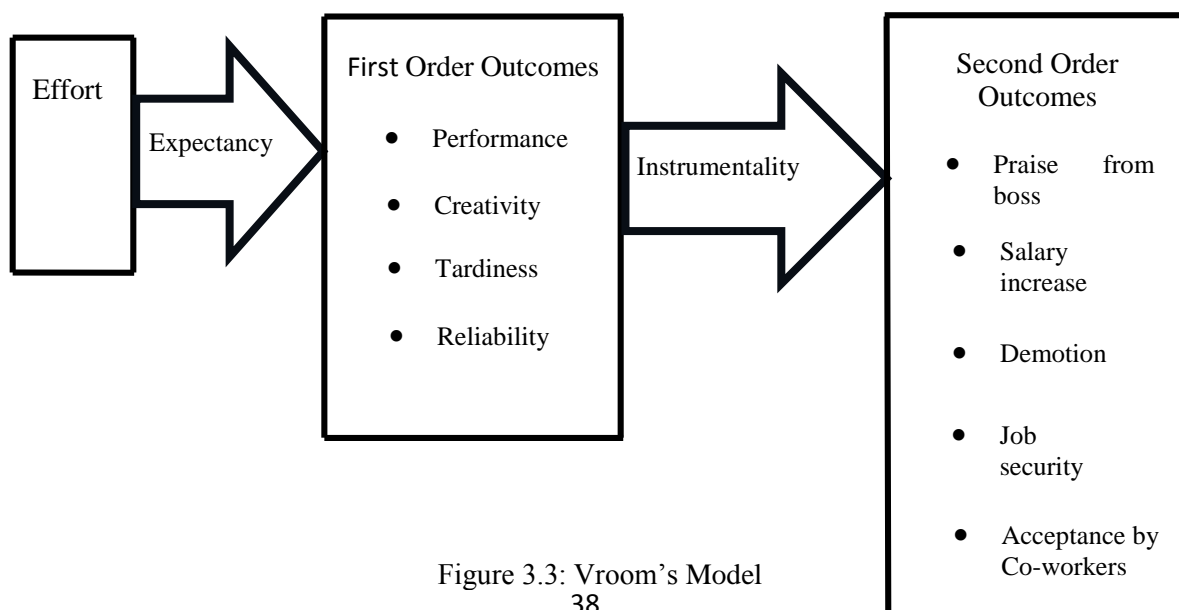 Effort
Expectancy
First Order Outcomes
• Performance
• Creativity
• Tardiness
• Reliability
Instrumentality
Second Order
Outcomes
• Praise from
boss
• Salary
increase
• Demotion
• Job
security
• Acceptance by
Co-workers
Figure 3.3: Vroom’s Model
38